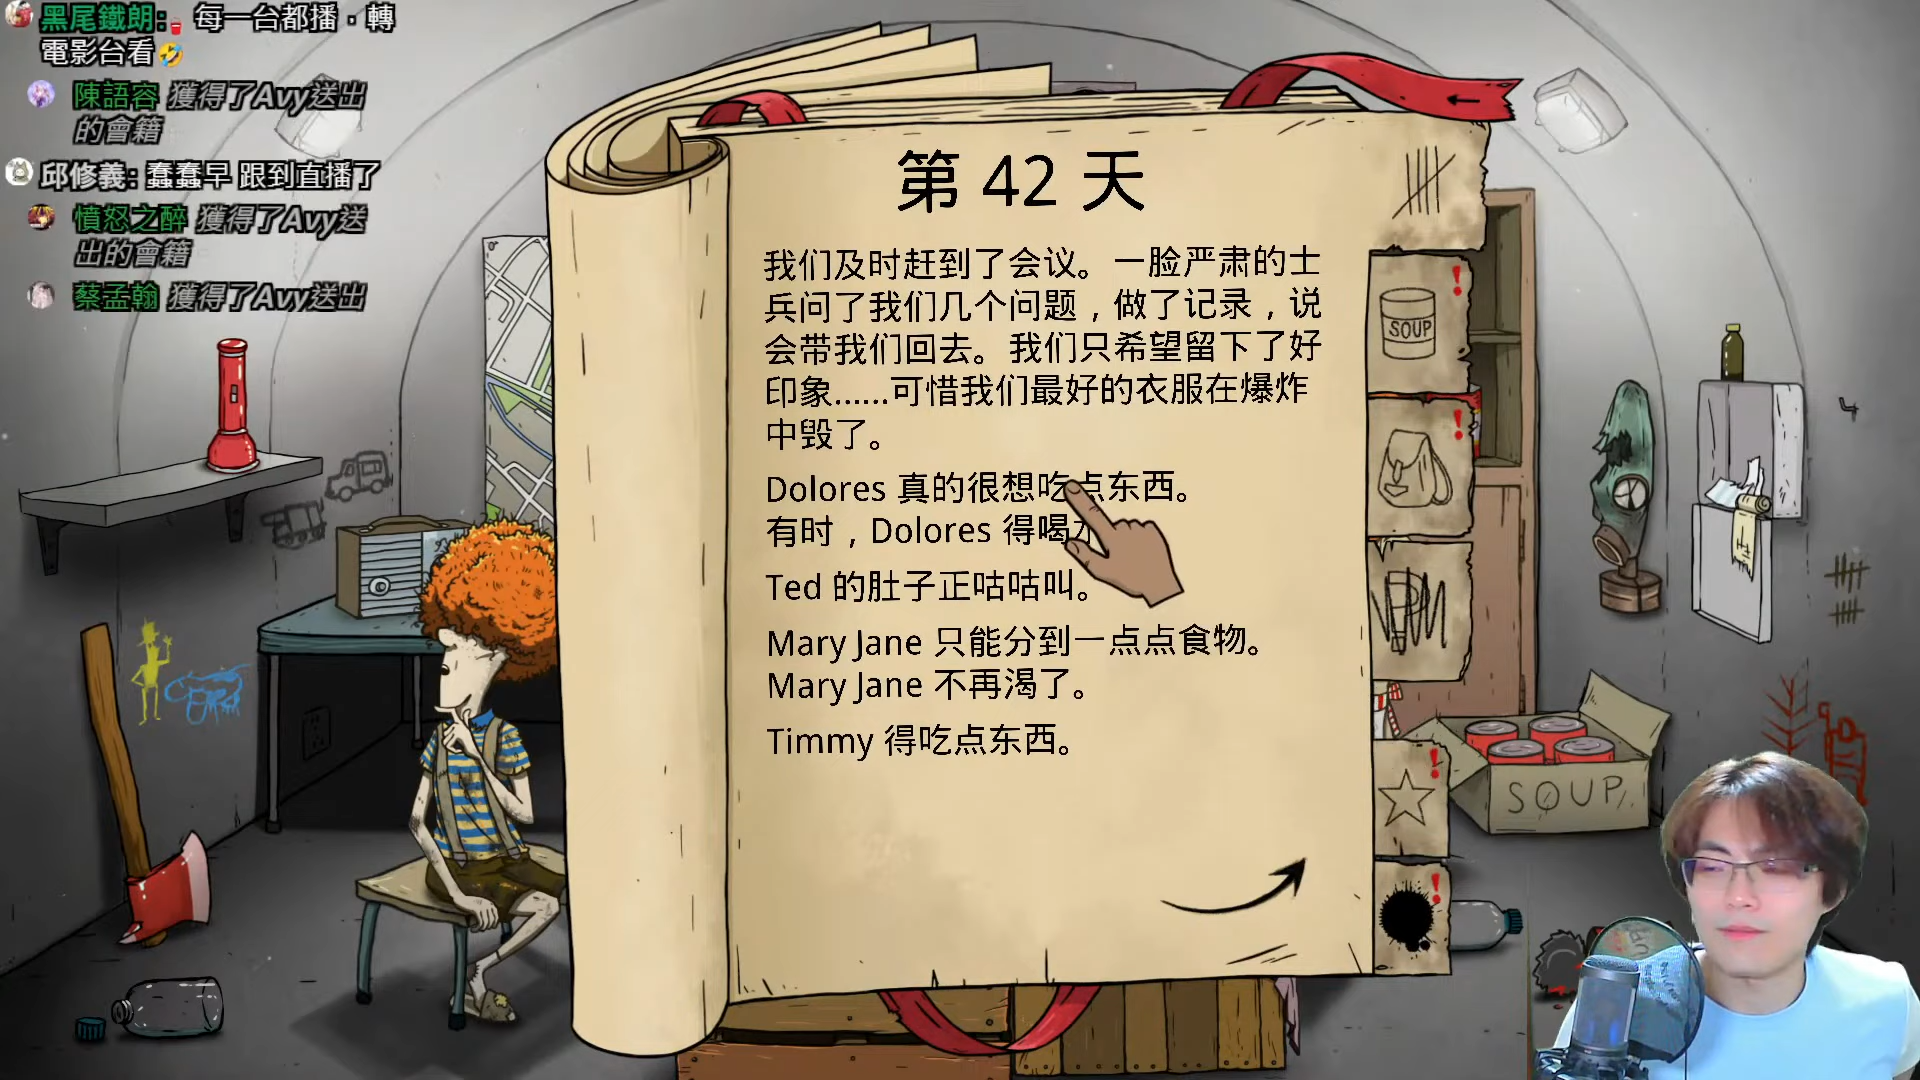 黑尾鐵朗: 每一台都播，轉
電影台看
陳語容 獲得了Avy送出
的會籍
邱修義: 蠢蠢早 跟到直播了
憤怒之醉 獲得了Avy送
出的會籍
蔡孟翰 獲得了Avy送出
第 42 天
我们及时赶到了会议。一脸严肃的士
兵问了我们几个问题，做了记录，说
会带我们回去。我们只希望留下了好
印象......可惜我们最好的衣服在爆炸
中毁了。
Dolores 真的很想吃点东西。
有时，Dolores 得喝水
Ted 的肚子正咕咕叫。
Mary Jane 只能分到一点点食物。
Mary Jane 不再渴了。
Timmy 得吃点东西。
SOUP
SOUP